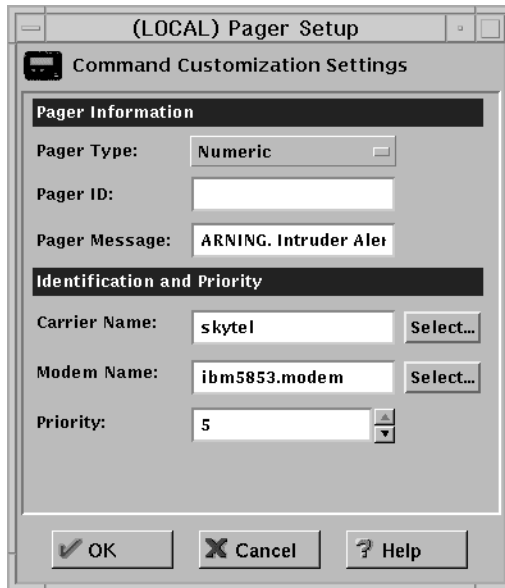 (LOCAL) Pager Setup
Command Customization Settings
Pager Information
Pager Type: Numeric
Pager ID:
Pager Message: ARNING. Intruder Aler
Identification and Priority
Carrier Name: skytel Select...
Modem Name: ibm5853.modem Select...
Priority: 5
OK Cancel ? Help